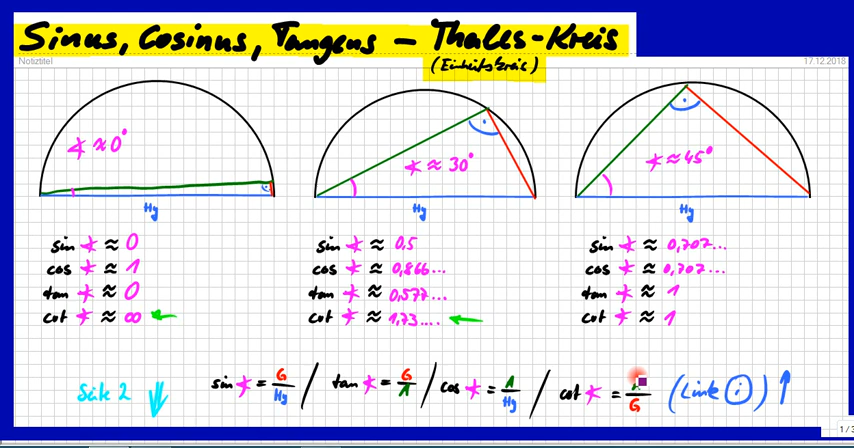 Sinus, Cosinus, Tangens – Thales-Kreis
(Einheitskreis)
Notiztitel
17.12.2018
∢ ≈ 0°
Hy
∢ ≈ 30°
Hy
∢ ≈ 45°
Hy
sin ∢ ≈ 0
cos ∢ ≈ 1
tan ∢ ≈ 0
cot ∢ ≈ ∞ ←
sin ∢ ≈ 0,5
cos ∢ ≈ 0,866...
tan ∢ ≈ 0,577...
cot ∢ ≈ 1,73.... ←
sin ∢ ≈ 0,707...
cos ∢ ≈ 0,707...
tan ∢ ≈ 1
cot ∢ ≈ 1
Seite 2 ↓
sin ∢ = G/Hy / tan ∢ = G/A / cos ∢ = A/Hy / cot ∢ = A/G (Link i) ↑
1 / 3